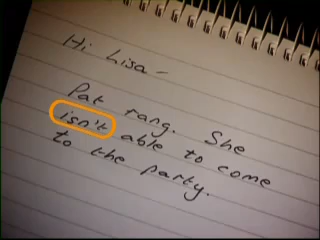 Hi Lisa –
Pat rang. She
isn't able to come
to the party.